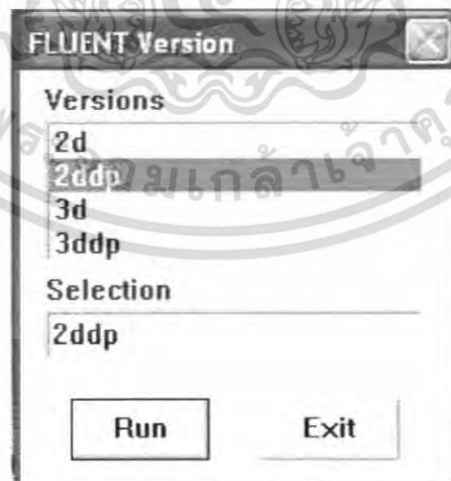 FLUENT Version
Versions
2d
2ddp
3d
3ddp
Selection
2ddp
Run
Exit